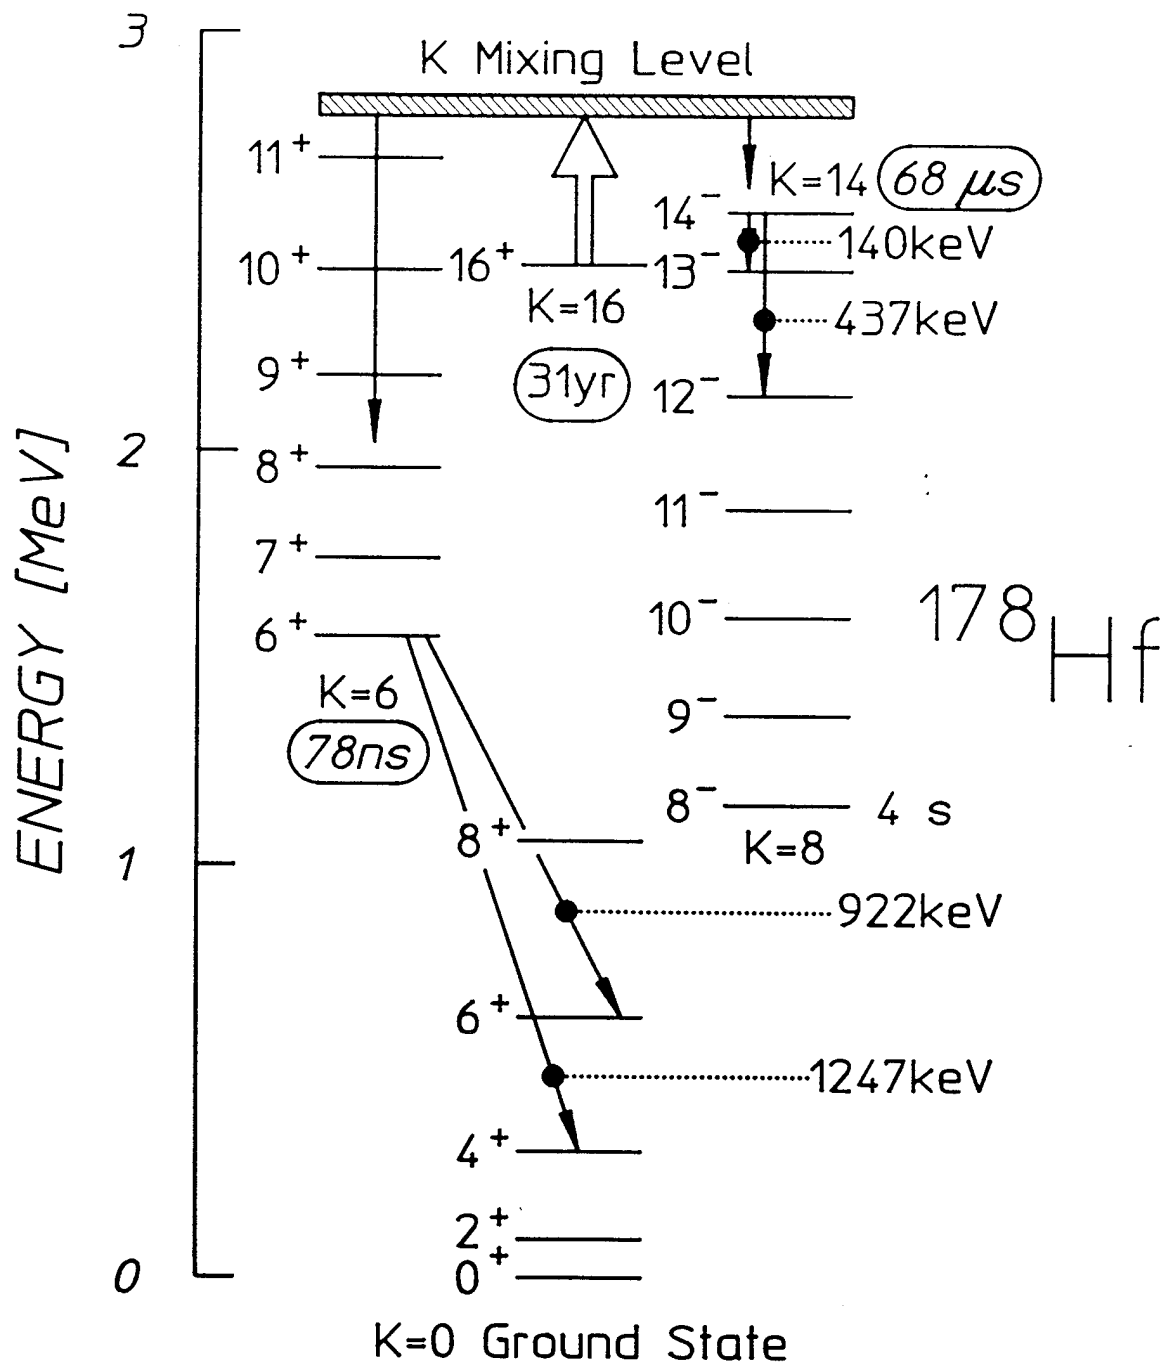 3
K Mixing Level
11⁺
K=14 68 μs
14⁻
140keV
10⁺
16⁺
13⁻
K=16
437keV
9⁺
31yr
12⁻
2
8⁺
11⁻
7⁺
10⁻
¹⁷⁸Hf
6⁺
K=6
9⁻
78ns
8⁻
4 s
8⁺
K=8
1
922keV
6⁺
1247keV
4⁺
2⁺
0⁺
0
K=0 Ground State
ENERGY [MeV]